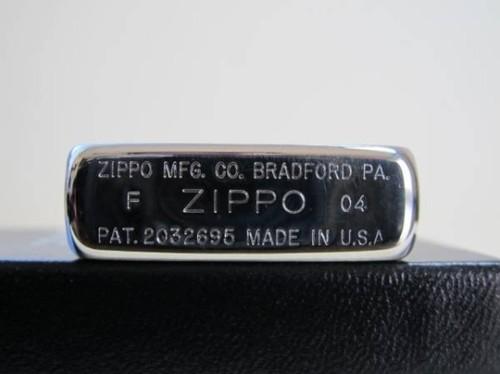 ZIPPO MFG. CO. BRADFORD PA.
F ZIPPO 04
PAT. 2032695 MADE IN U.S.A